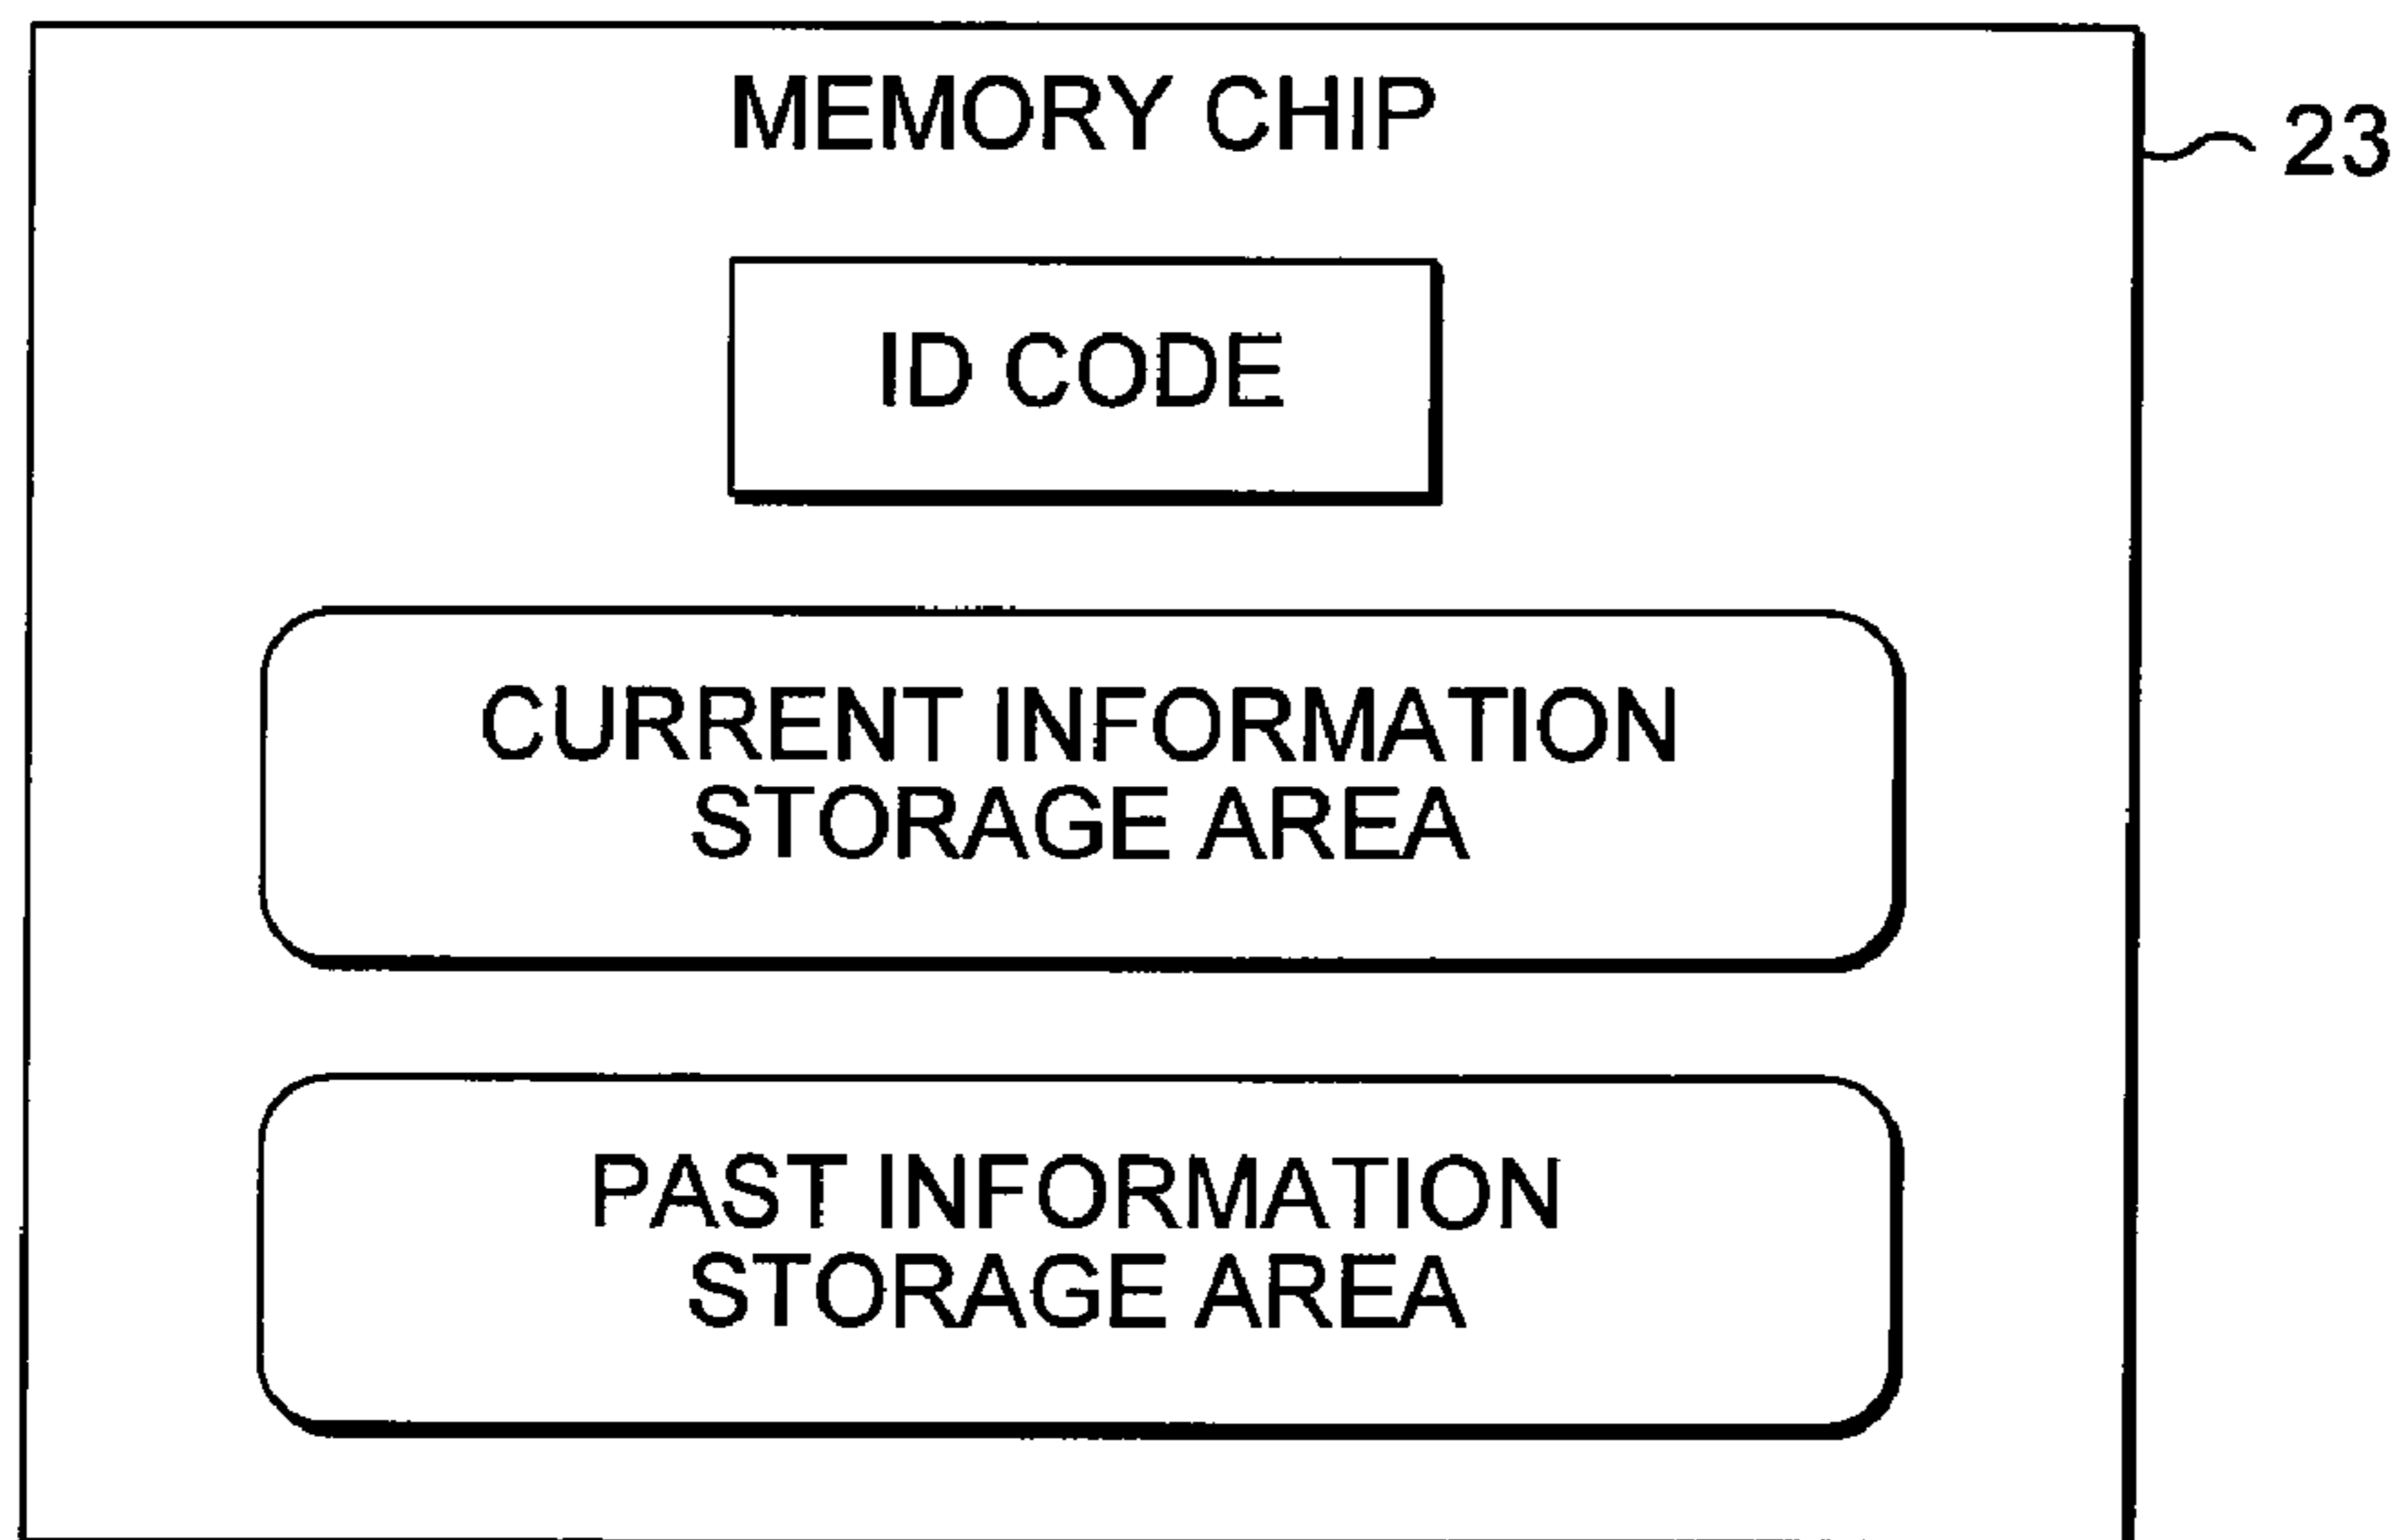 MEMORY CHIP
23
ID CODE
CURRENT INFORMATION
STORAGE AREA
PAST INFORMATION
STORAGE AREA